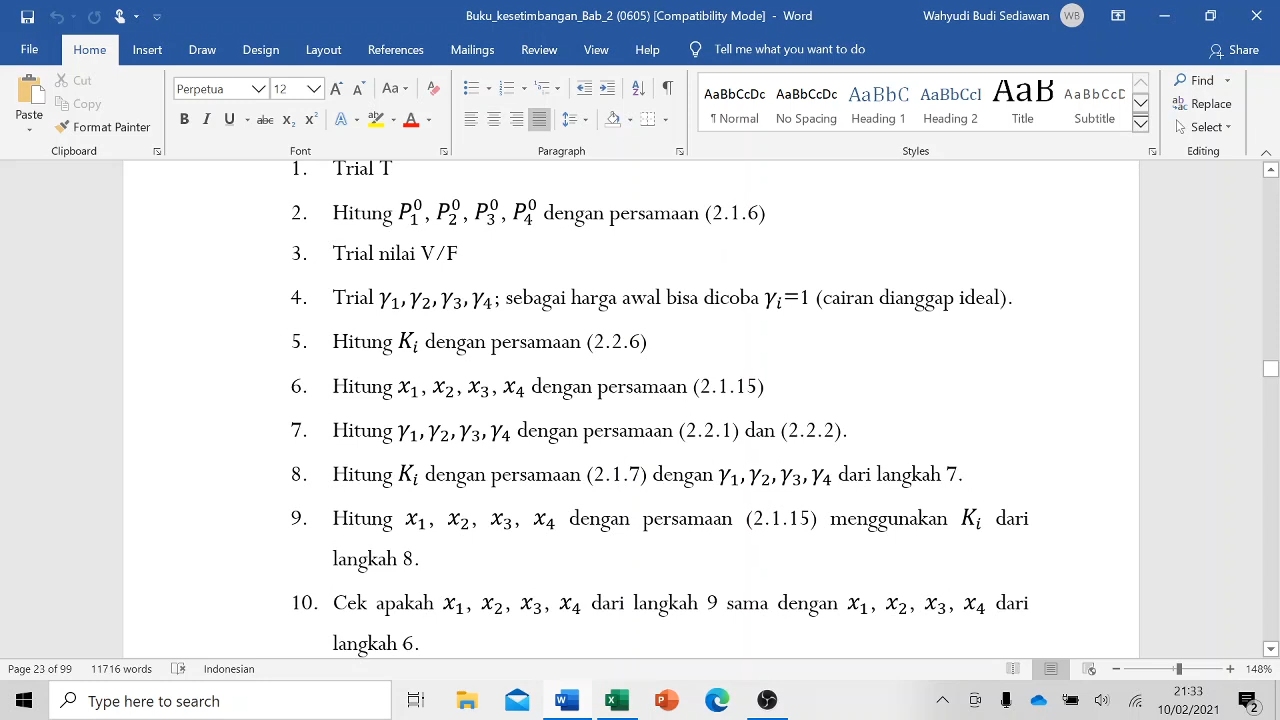 Buku_kesetimbangan_Bab_2 (0605) [Compatibility Mode] - Word
Wahyudi Budi Sediawan WB
File Home Insert Draw Design Layout References Mailings Review View Help Tell me what you want to do Share
Paste Cut Copy Format Painter
Clipboard
Perpetua 12
Font
Paragraph
AaBbCcDc AaBbCcDc AaBbC AaBbCcI AaB AaBbCcD
¶ Normal No Spacing Heading 1 Heading 2 Title Subtitle
Styles
Find
Replace
Select
Editing
1. Trial T
2. Hitung P₁⁰, P₂⁰, P₃⁰, P₄⁰ dengan persamaan (2.1.6)
3. Trial nilai V/F
4. Trial γ₁, γ₂, γ₃, γ₄; sebagai harga awal bisa dicoba γᵢ=1 (cairan dianggap ideal).
5. Hitung Kᵢ dengan persamaan (2.2.6)
6. Hitung x₁, x₂, x₃, x₄ dengan persamaan (2.1.15)
7. Hitung γ₁, γ₂, γ₃, γ₄ dengan persamaan (2.2.1) dan (2.2.2).
8. Hitung Kᵢ dengan persamaan (2.1.7) dengan γ₁, γ₂, γ₃, γ₄ dari langkah 7.
9. Hitung x₁, x₂, x₃, x₄ dengan persamaan (2.1.15) menggunakan Kᵢ dari
langkah 8.
10. Cek apakah x₁, x₂, x₃, x₄ dari langkah 9 sama dengan x₁, x₂, x₃, x₄ dari
langkah 6.
Page 23 of 99 11716 words Indonesian 148%
Type here to search
21:33
10/02/2021
2